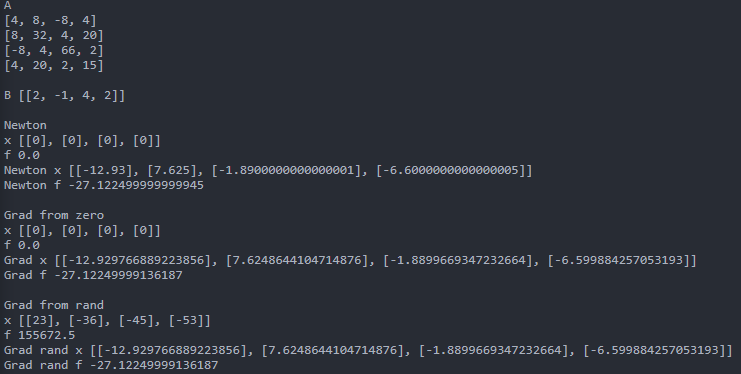 A
[4, 8, -8, 4]
[8, 32, 4, 20]
[-8, 4, 66, 2]
[4, 20, 2, 15]
B [[2, -1, 4, 2]]
Newton
x [[0], [0], [0], [0]]
f 0.0
Newton x [[-12.93], [7.625], [-1.8900000000000001], [-6.6000000000000005]]
Newton f -27.122499999999945
Grad from zero
x [[0], [0], [0], [0]]
f 0.0
Grad x [[-12.929766889223856], [7.6248644104714876], [-1.8899669347232664], [-6.599884257053193]]
Grad f -27.12249999136187
Grad from rand
x [[23], [-36], [-45], [-53]]
f 155672.5
Grad rand x [[-12.929766889223856], [7.6248644104714876], [-1.8899669347232664], [-6.599884257053193]]
Grad rand f -27.12249999136187